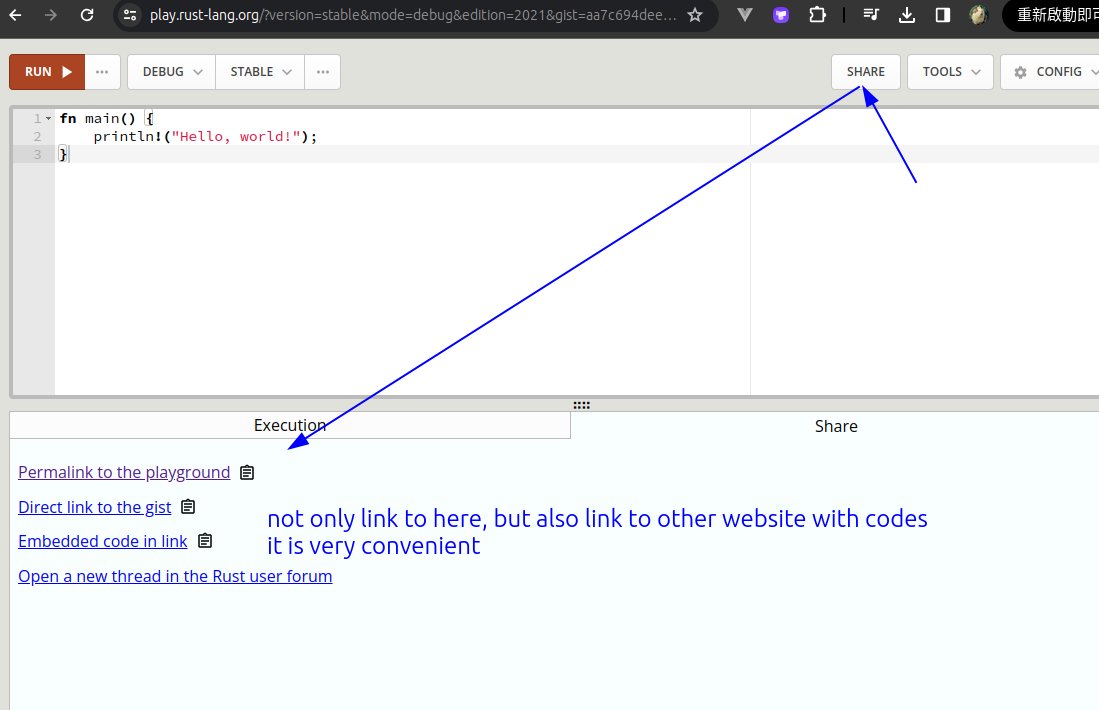 play.rust-lang.org/?version=stable&mode=debug&edition=2021&gist=aa7c694dee...
重新啟動即可
RUN
DEBUG
STABLE
SHARE
TOOLS
CONFIG
1 fn main() {
2 println!("Hello, world!");
3 }
Execution
Share
Permalink to the playground
Direct link to the gist
Embedded code in link
Open a new thread in the Rust user forum
not only link to here, but also link to other website with codes
it is very convenient